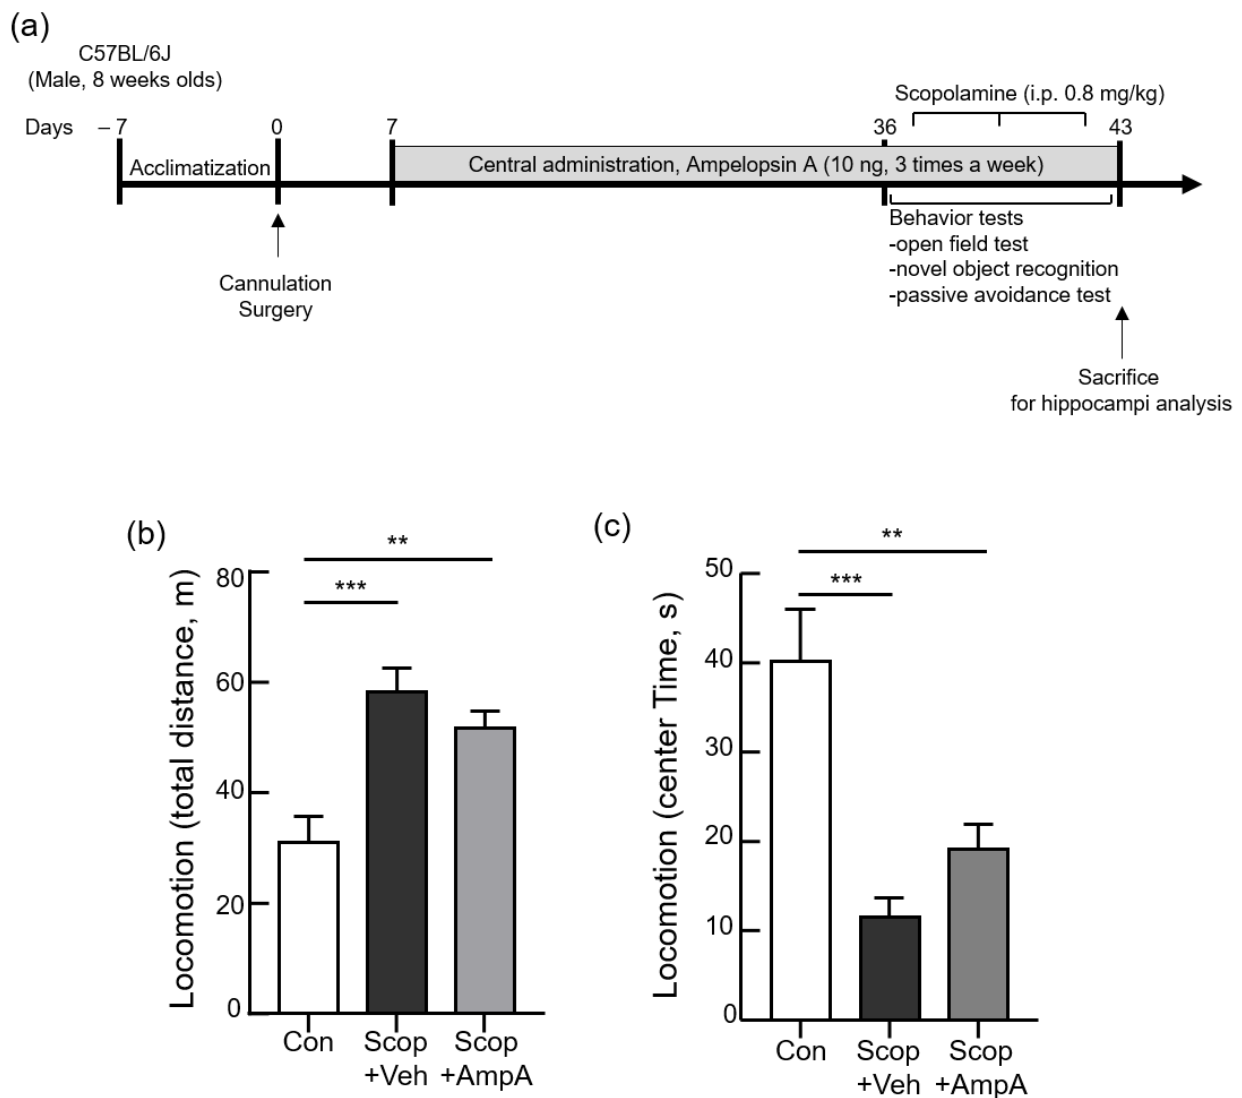 (a)
C57BL/6J
(Male, 8 weeks olds)
Scopolamine (i.p. 0.8 mg/kg)
Days – 7 0 7 36 43
Acclimatization
Central administration, Ampelopsin A (10 ng, 3 times a week)
Behavior tests
-open field test
-novel object recognition
-passive avoidance test
Cannulation
Surgery
Sacrifice
for hippocampi analysis
(b)
Locomotion (total distance, m)
80
60
40
20
0
**
***
Con
Scop
+Veh
Scop
+AmpA
(c)
Locomotion (center Time, s)
50
40
30
20
10
0
**
***
Con
Scop
+Veh
Scop
+AmpA